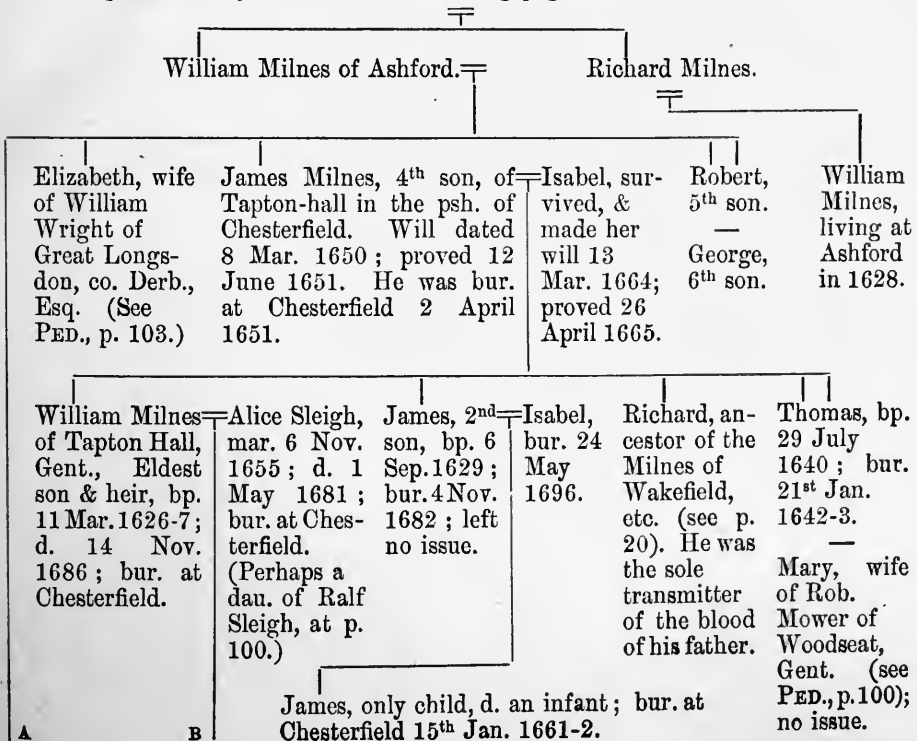 William Milnes of Ashford.
Richard Milnes.
Elizabeth, wife
of William
Wright of
Great Longs-
don, co. Derb.,
Esq. (See
PED., p. 103.)
James Milnes, 4th son, of
Tapton-hall in the psh. of
Chesterfield. Will dated
8 Mar. 1650; proved 12
June 1651. He was bur.
at Chesterfield 2 April
1651.
Isabel, sur-
vived, &
made her
will 13
Mar. 1664;
proved 26
April 1665.
Robert,
5th son.
—
George,
6th son.
William
Milnes,
living at
Ashford
in 1628.
William Milnes
of Tapton Hall,
Gent., Eldest
son & heir, bp.
11 Mar. 1626-7;
d. 14 Nov.
1686; bur. at
Chesterfield.
Alice Sleigh,
mar. 6 Nov.
1655; d. 1
May 1681;
bur. at Ches-
terfield.
(Perhaps a
dau. of Ralf
Sleigh, at p.
100.)
James, 2nd
son, bp. 6
Sep. 1629;
bur. 4 Nov.
1682; left
no issue.
Isabel,
bur. 24
May
1696.
Richard, an-
cestor of the
Milnes of
Wakefield,
etc. (see p.
20). He was
the sole
transmitter
of the blood
of his father.
Thomas, bp.
29 July
1640; bur.
21st Jan.
1642-3.
—
Mary, wife
of Rob.
Mower of
Woodseat,
Gent. (see
PED., p. 100);
no issue.
James, only child, d. an infant; bur. at
Chesterfield 15th Jan. 1661-2.
A B